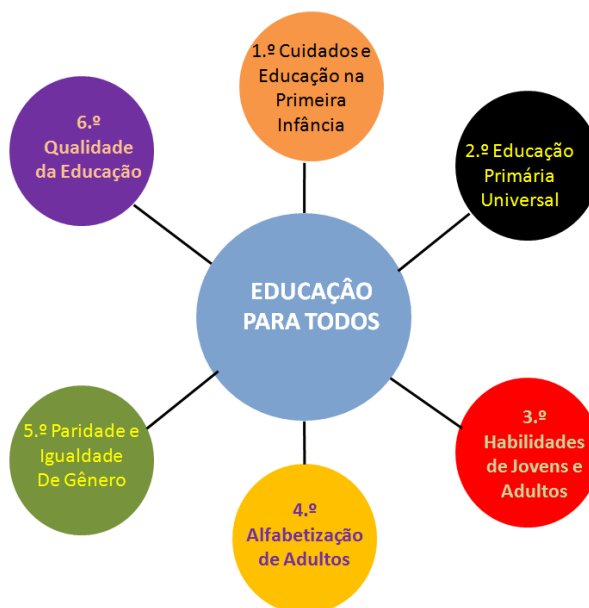 1.º Cuidados e
Educação na
Primeira
Infância
2.º Educação
Primária
Universal
3.º
Habilidades
de Jovens e
Adultos
4.º
Alfabetização
de Adultos
5.º Paridade e
Igualdade
De Gênero
6.º
Qualidade
da Educação
EDUCAÇÂO
PARA TODOS